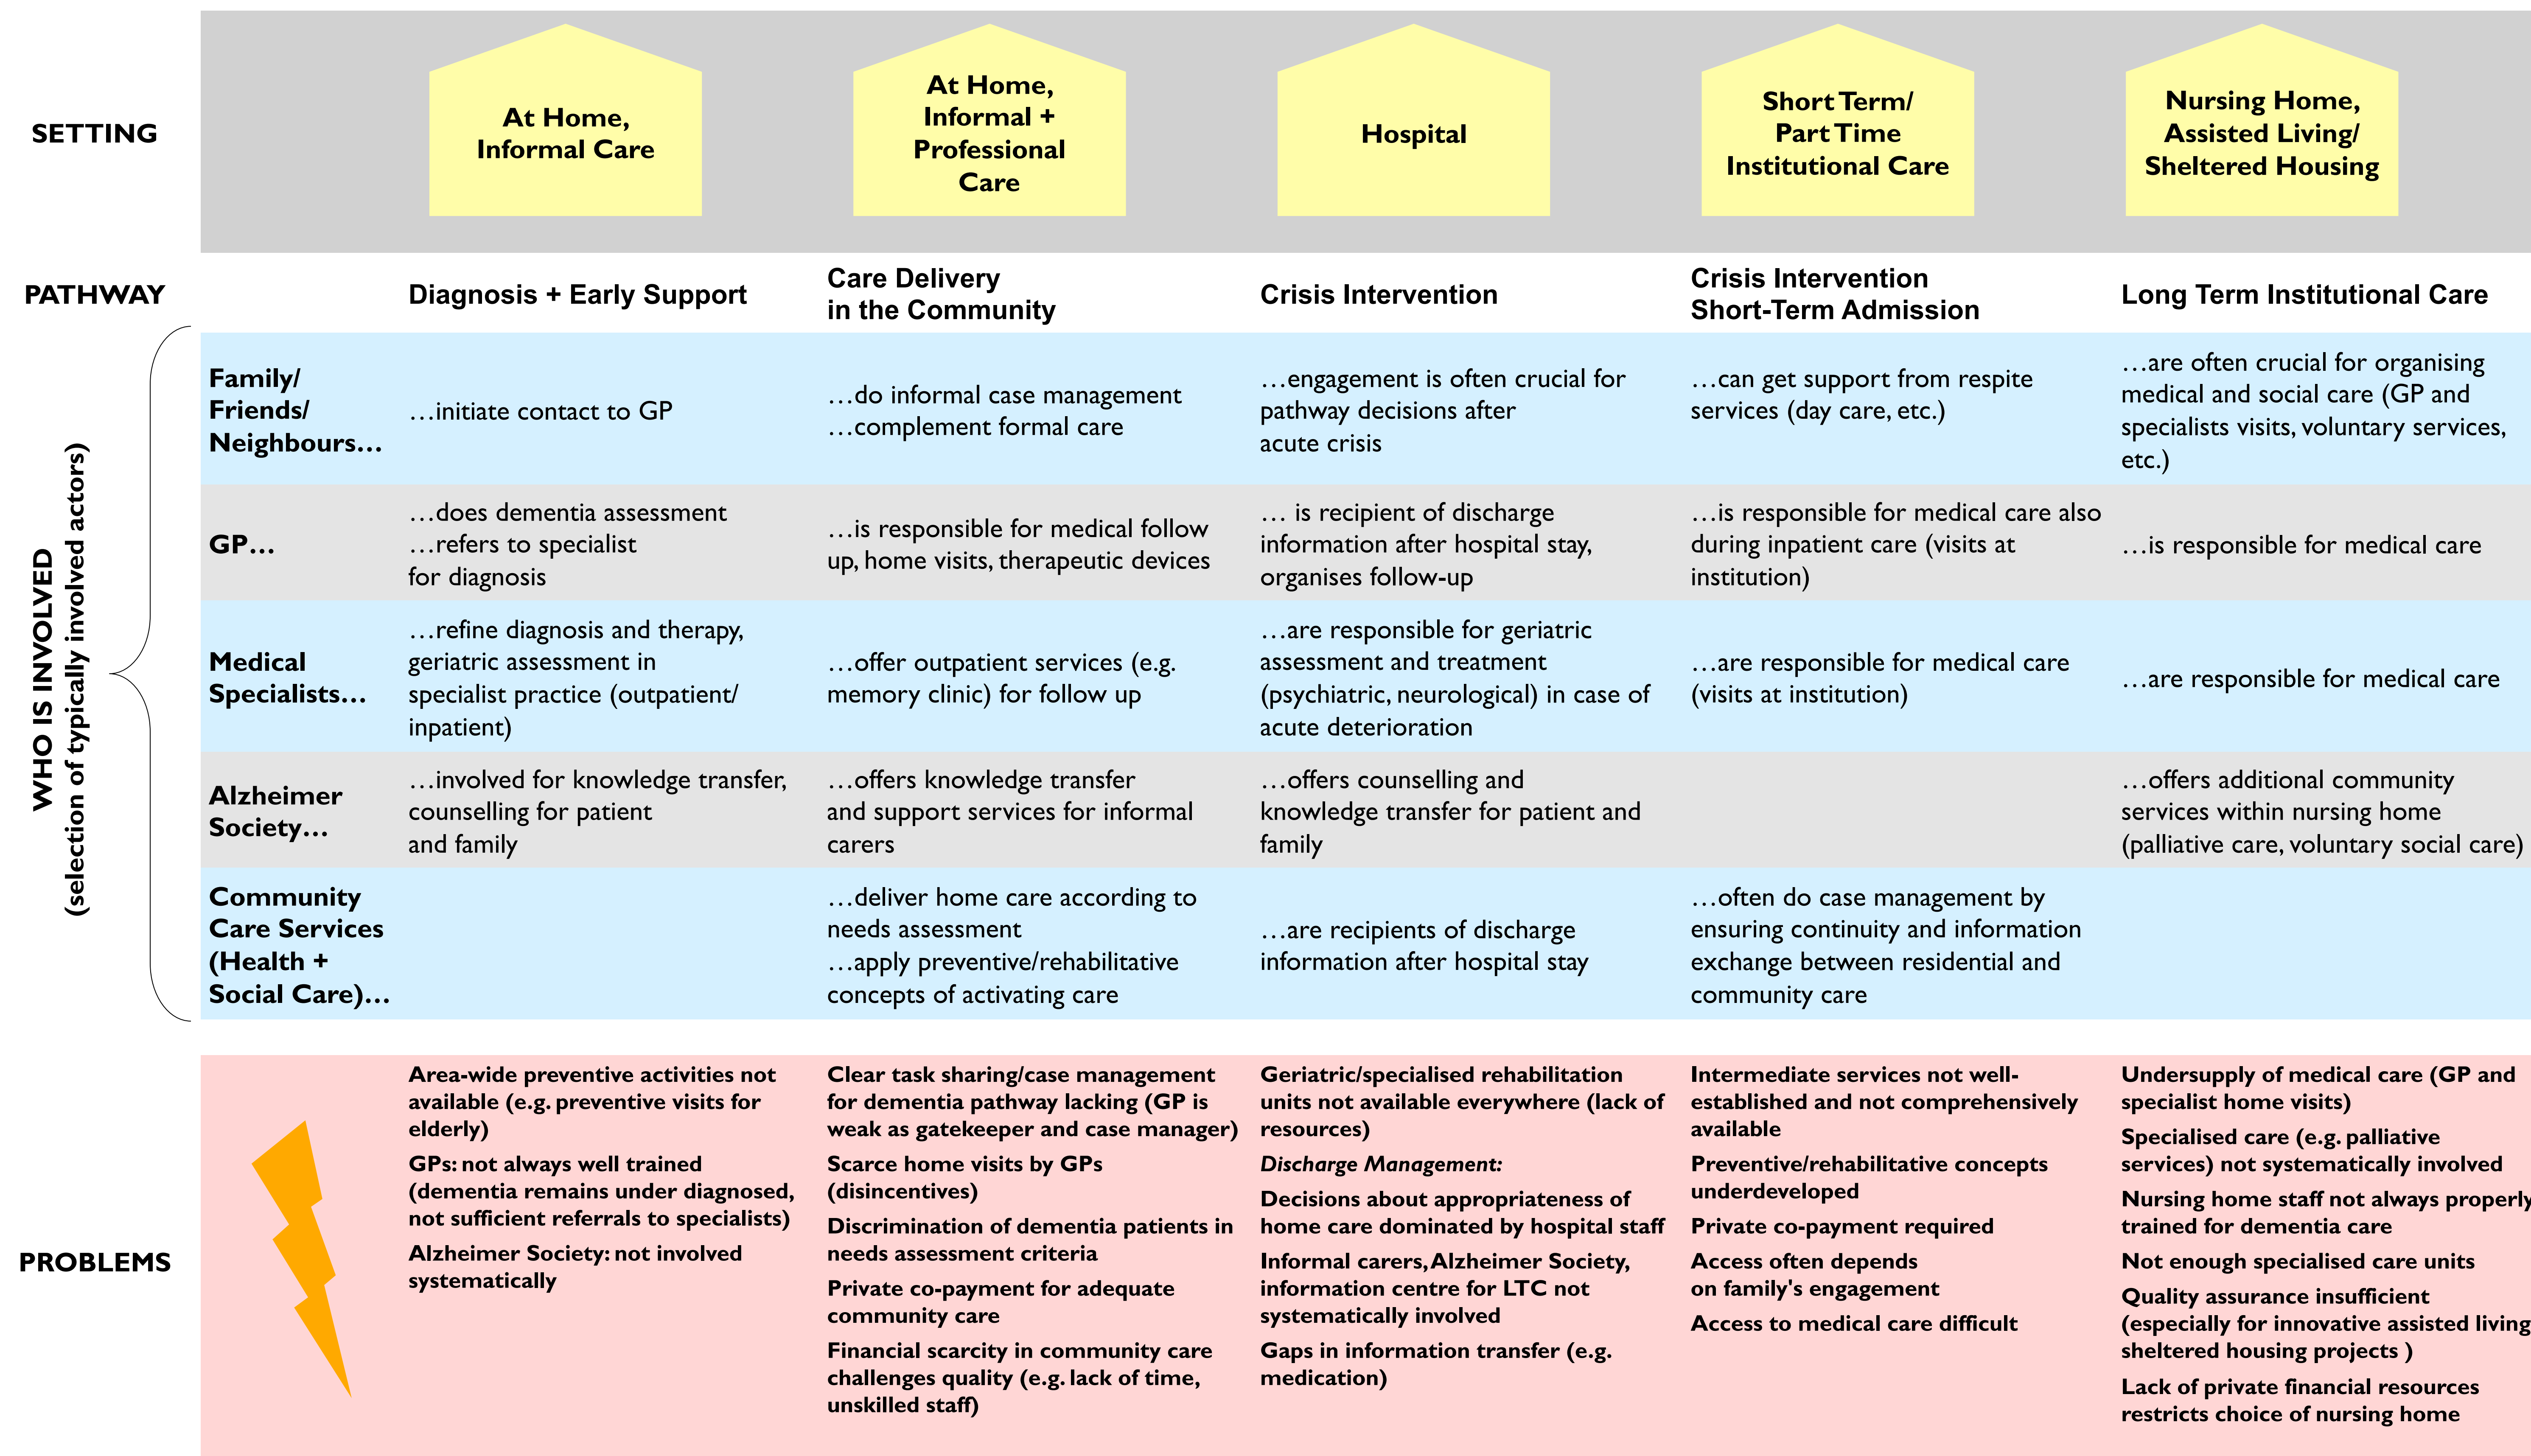 SETTING
At Home,
Informal Care
At Home,
Informal +
Professional
Care
Hospital
Short Term/
Part Time
Institutional Care
Nursing Home,
Assisted Living/
Sheltered Housing
PATHWAY
Diagnosis + Early Support
Care Delivery
in the Community
Crisis Intervention
Crisis Intervention
Short-Term Admission
Long Term Institutional Care
WHO IS INVOLVED
(selection of typically involved actors)
Family/
Friends/
Neighbours…
…initiate contact to GP
…do informal case management
…complement formal care
…engagement is often crucial for
pathway decisions after
acute crisis
…can get support from respite
services (day care, etc.)
…are often crucial for organising
medical and social care (GP and
specialists visits, voluntary services,
etc.)
GP…
…does dementia assessment
…refers to specialist
for diagnosis
…is responsible for medical follow
up, home visits, therapeutic devices
… is recipient of discharge
information after hospital stay,
organises follow-up
…is responsible for medical care also
during inpatient care (visits at
institution)
…is responsible for medical care
Medical
Specialists…
…refine diagnosis and therapy,
geriatric assessment in
specialist practice (outpatient/
inpatient)
…offer outpatient services (e.g.
memory clinic) for follow up
…are responsible for geriatric
assessment and treatment
(psychiatric, neurological) in case of
acute deterioration
…are responsible for medical care
(visits at institution)
…are responsible for medical care
Alzheimer
Society…
…involved for knowledge transfer,
counselling for patient
and family
…offers knowledge transfer
and support services for informal
carers
…offers counselling and
knowledge transfer for patient and
family
…offers additional community
services within nursing home
(palliative care, voluntary social care)
Community
Care Services
(Health +
Social Care)…
…deliver home care according to
needs assessment
…apply preventive/rehabilitative
concepts of activating care
…are recipients of discharge
information after hospital stay
…often do case management by
ensuring continuity and information
exchange between residential and
community care
PROBLEMS
Area-wide preventive activities not
available (e.g. preventive visits for
elderly)
GPs: not always well trained
(dementia remains under diagnosed,
not sufficient referrals to specialists)
Alzheimer Society: not involved
systematically
Clear task sharing/case management
for dementia pathway lacking (GP is
weak as gatekeeper and case manager)
Scarce home visits by GPs
(disincentives)
Discrimination of dementia patients in
needs assessment criteria
Private co-payment for adequate
community care
Financial scarcity in community care
challenges quality (e.g. lack of time,
unskilled staff)
Geriatric/specialised rehabilitation
units not available everywhere (lack of
resources)
Discharge Management:
Decisions about appropriateness of
home care dominated by hospital staff
Informal carers, Alzheimer Society,
information centre for LTC not
systematically involved
Gaps in information transfer (e.g.
medication)
Intermediate services not well-
established and not comprehensively
available
Preventive/rehabilitative concepts
underdeveloped
Private co-payment required
Access often depends
on family's engagement
Access to medical care difficult
Undersupply of medical care (GP and
specialist home visits)
Specialised care (e.g. palliative
services) not systematically involved
Nursing home staff not always properly
trained for dementia care
Not enough specialised care units
Quality assurance insufficient
(especially for innovative assisted living
sheltered housing projects )
Lack of private financial resources
restricts choice of nursing home